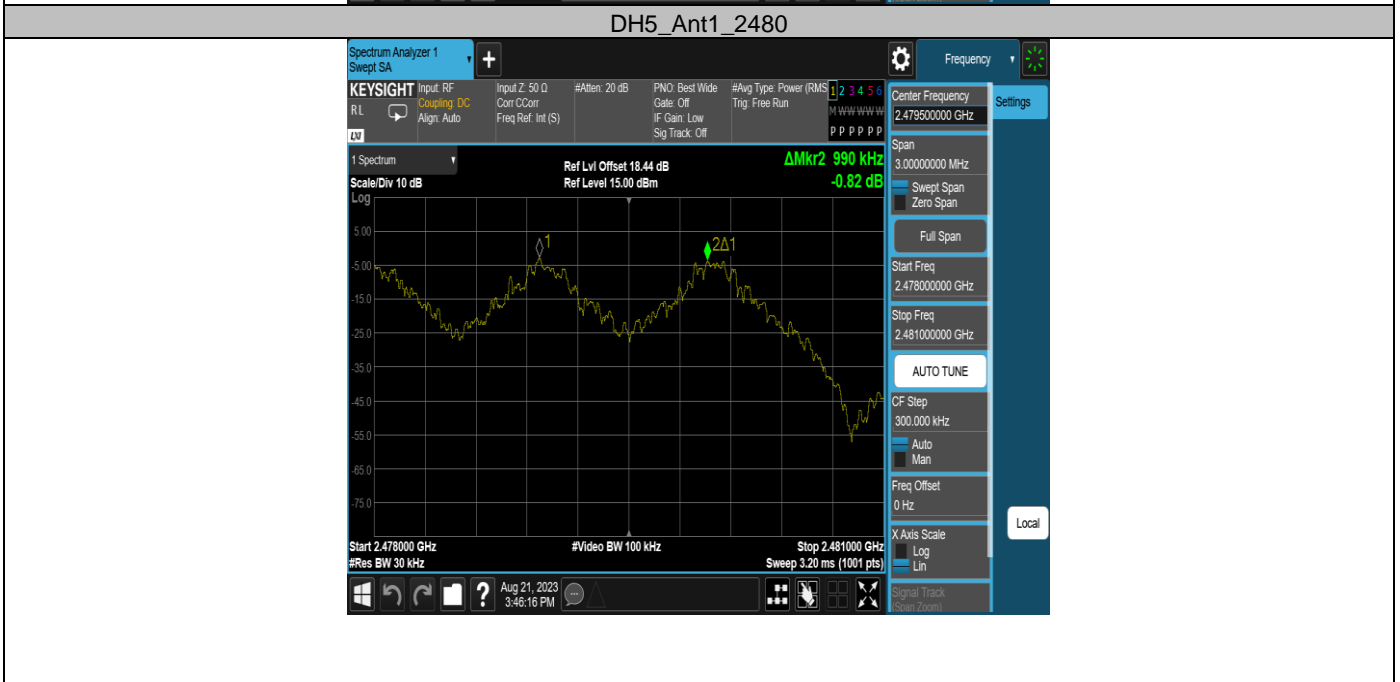 DH5_Ant1_2480
Spectrum Analyzer 1
Swept SA
Frequency
KEYSIGHT
RL
LXI
Input: RF
Coupling: DC
Align: Auto
Input Z: 50 Ω
Corr CCorr
Freq Ref: Int (S)
#Atten: 20 dB
PNO: Best Wide
Gate: Off
IF Gain: Low
Sig Track: Off
#Avg Type: Power (RMS
Trig: Free Run
1 2 3 4 5 6
M W W W W W
P P P P P P
1 Spectrum
Scale/Div 10 dB
Log
Ref Lvl Offset 18.44 dB
Ref Level 15.00 dBm
ΔMkr2 990 kHz
-0.82 dB
5.00
-5.00
-15.0
-25.0
-35.0
-45.0
-55.0
-65.0
-75.0
1
2Δ1
Start 2.478000 GHz
#Res BW 30 kHz
#Video BW 100 kHz
Stop 2.481000 GHz
Sweep 3.20 ms (1001 pts)
Center Frequency
2.479500000 GHz
Settings
Span
3.00000000 MHz
Swept Span
Zero Span
Full Span
Start Freq
2.478000000 GHz
Stop Freq
2.481000000 GHz
AUTO TUNE
CF Step
300.000 kHz
Auto
Man
Freq Offset
0 Hz
X Axis Scale
Log
Lin
Local
Signal Track
(Span Zoom)
?
Aug 21, 2023
3:46:16 PM